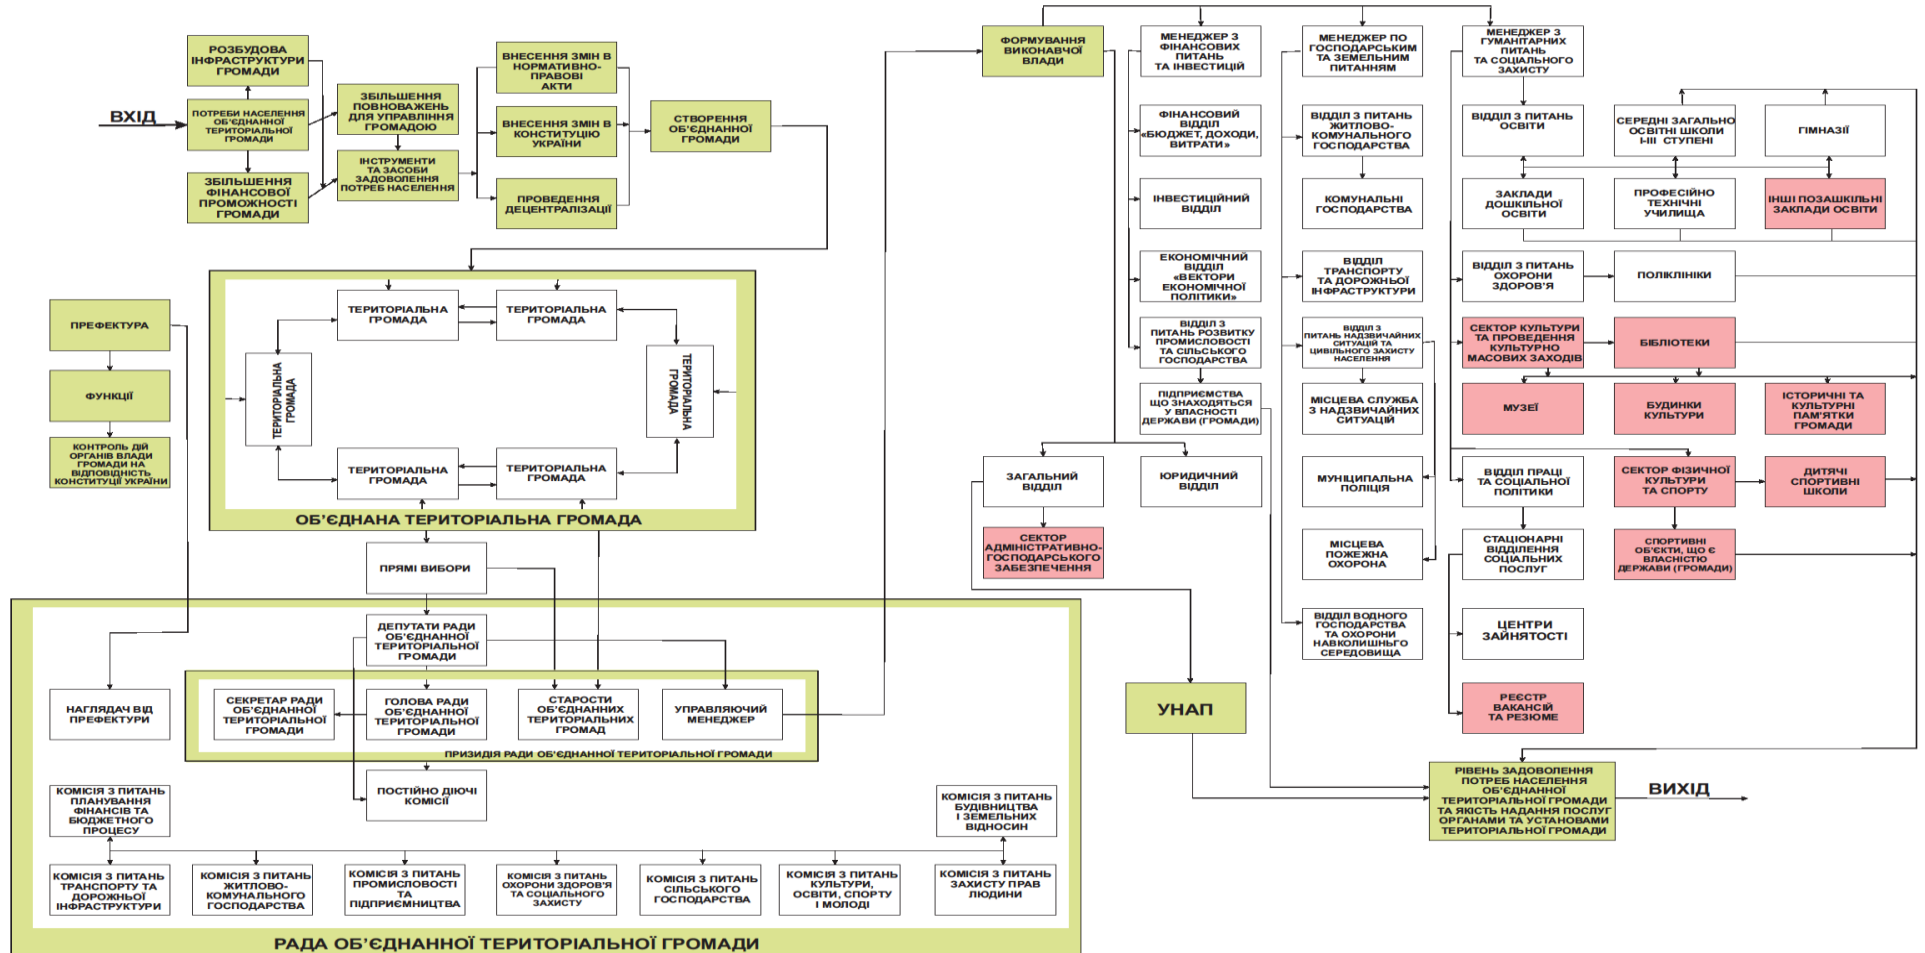 ВХІД
РОЗБУДОВА
ІНФРАСТРУКТУРИ
ГРОМАДИ
ПОТРЕБИ НАСЕЛЕННЯ
ОБ'ЄДНАННОЇ
ТЕРИТОРІАЛЬНОЇ
ГРОМАДИ
ЗБІЛЬШЕННЯ
ФІНАНСОВОЇ
ПРОМОЖНОСТІ
ГРОМАДИ
ЗБІЛЬШЕННЯ
ПОВНОВАЖЕНЬ
ДЛЯ УПРАВЛІННЯ
ГРОМАДОЮ
ІНСТРУМЕНТИ
ТА ЗАСОБИ
ЗАДОВОЛЕННЯ
ПОТРЕБ НАСЕЛЕННЯ
ВНЕСЕННЯ ЗМІН В
НОРМАТИВНО-
ПРАВОВІ
АКТИ
ВНЕСЕННЯ ЗМІН В
КОНСТИТУЦІЮ
УКРАЇНИ
ПРОВЕДЕННЯ
ДЕЦЕНТРАЛІЗАЦІЇ
СТВОРЕННЯ
ОБ'ЄДНАННОЇ
ГРОМАДИ
ПРЕФЕКТУРА
ФУНКЦІЇ
КОНТРОЛЬ ДІЙ
ОРГАНІВ ВЛАДИ
ГРОМАДИ НА
ВІДПОВІДНІСТЬ
КОНСТИТУЦІЇ УКРАЇНИ
ТЕРИТОРІАЛЬНА
ГРОМАДА
ТЕРИТОРІАЛЬНА
ГРОМАДА
ТЕРИТОРІАЛЬНА
ГРОМАДА
ТЕРИТОРІАЛЬНА
ГРОМАДА
ТЕРИТОРІАЛЬНА
ГРОМАДА
ТЕРИТОРІАЛЬНА
ГРОМАДА
ОБ'ЄДНАНА ТЕРИТОРІАЛЬНА ГРОМАДА
ПРЯМІ ВИБОРИ
ДЕПУТАТИ РАДИ
ОБ'ЄДНАННОЇ
ТЕРИТОРІАЛЬНОЇ
ГРОМАДИ
НАГЛЯДАЧ ВІД
ПРЕФЕКТУРИ
СЕКРЕТАР РАДИ
ОБ'ЄДНАННОЇ
ТЕРИТОРІАЛЬНОЇ
ГРОМАДИ
ГОЛОВА РАДИ
ОБ'ЄДНАННОЇ
ТЕРИТОРІАЛЬНОЇ
ГРОМАДИ
СТАРОСТИ
ОБ'ЄДНАННИХ
ТЕРИТОРІАЛЬНИХ
ГРОМАД
УПРАВЛЯЮЧИЙ
МЕНЕДЖЕР
ПРИЗИДІЯ РАДИ ОБ'ЄДНАННОЇ ТЕРИТОРІАЛЬНОЇ ГРОМАДИ
ПОСТІЙНО ДІЮЧІ
КОМІСІЇ
КОМІСІЯ З ПИТАНЬ
ПЛАНУВАННЯ
ФІНАНСІВ ТА
БЮДЖЕТНОГО
ПРОЦЕСУ
КОМІСІЯ З ПИТАНЬ
БУДІВНИЦТВА
І ЗЕМЕЛЬНИХ
ВІДНОСИН
КОМІСІЯ З ПИТАНЬ
ТРАНСПОРТУ ТА
ДОРОЖНЬОЇ
ІНФРАСТРУКТУРИ
КОМІСІЯ З ПИТАНЬ
ЖИТЛОВО-
КОМУНАЛЬНОГО
ГОСПОДАРСТВА
КОМІСІЯ З ПИТАНЬ
ПРОМИСЛОВОСТІ
ТА
ПІДПРИЄМНИЦТВА
КОМІСІЯ З ПИТАНЬ
ОХОРОНИ ЗДОРОВ'Я
ТА СОЦІАЛЬНОГО
ЗАХИСТУ
КОМІСІЯ З ПИТАНЬ
СІЛЬСЬКОГО
ГОСПОДАРСТВА
КОМІСІЯ З ПИТАНЬ
КУЛЬТУРИ,
ОСВІТИ, СПОРТУ
І МОЛОДІ
КОМІСІЯ З ПИТАНЬ
ЗАХИСТУ ПРАВ
ЛЮДИНИ
РАДА ОБ'ЄДНАННОЇ ТЕРИТОРІАЛЬНОЇ ГРОМАДИ
ФОРМУВАННЯ
ВИКОНАВЧОЇ
ВЛАДИ
МЕНЕДЖЕР З
ФІНАНСОВИХ
ПИТАНЬ
ТА ІНВЕСТИЦІЙ
ФІНАНСОВИЙ
ВІДДІЛ
«БЮДЖЕТ, ДОХОДИ,
ВИТРАТИ»
ІНВЕСТИЦІЙНИЙ
ВІДДІЛ
ЕКОНОМІЧНИЙ
ВІДДІЛ
«ВЕКТОРИ
ЕКОНОМІЧНОЇ
ПОЛІТИКИ»
ВІДДІЛ З
ПИТАНЬ РОЗВИТКУ
ПРОМИСЛОВОСТІ
ТА СІЛЬСЬКОГО
ГОСПОДАРСТВА
ПІДПРИЄМСТВА
ЩО ЗНАХОДЯТЬСЯ
У ВЛАСНОСТІ
ДЕРЖАВИ (ГРОМАДИ)
ЗАГАЛЬНИЙ
ВІДДІЛ
ЮРИДИЧНИЙ
ВІДДІЛ
СЕКТОР
АДМІНІСТРАТИВНО-
ГОСПОДАРСЬКОГО
ЗАБЕЗПЕЧЕННЯ
УНАП
МЕНЕДЖЕР ПО
ГОСПОДАРСЬКИМ
ТА ЗЕМЕЛЬНИМ
ПИТАННЯМ
ВІДДІЛ З ПИТАНЬ
ЖИТЛОВО-
КОМУНАЛЬНОГО
ГОСПОДАРСТВА
КОМУНАЛЬНІ
ГОСПОДАРСТВА
ВІДДІЛ
ТРАНСПОРТУ
ТА ДОРОЖНЬОЇ
ІНФРАСТРУКТУРИ
ВІДДІЛ З
ПИТАНЬ НАДЗВИЧАЙНИХ
СИТУАЦІЙ ТА
ЦИВІЛЬНОГО ЗАХИСТУ
НАСЕЛЕННЯ
МІСЦЕВА СЛУЖБА
З НАДЗВИЧАЙНИХ
СИТУАЦІЙ
МУНІЦИПАЛЬНА
ПОЛІЦІЯ
МІСЦЕВА
ПОЖЕЖНА
ОХОРОНА
ВІДДІЛ ВОДНОГО
ГОСПОДАРСТВА
ТА ОХОРОНИ
НАВКОЛИШНЬГО
СЕРЕДОВИЩА
МЕНЕДЖЕР З
ГУМАНІТАРНИХ
ПИТАНЬ
ТА СОЦІАЛЬНОГО
ЗАХИСТУ
ВІДДІЛ З ПИТАНЬ
ОСВІТИ
СЕРЕДНІ ЗАГАЛЬНО
ОСВІТНІ ШКОЛИ
І-ІІІ СТУПЕНІ
ГІМНАЗІЇ
ЗАКЛАДИ
ДОШКІЛЬНОЇ
ОСВІТИ
ПРОФЕСІЙНО
ТЕХНІЧНІ
УЧИЛИЩА
ІНШІ ПОЗАШКІЛЬНІ
ЗАКЛАДИ ОСВІТИ
ВІДДІЛ З ПИТАНЬ
ОХОРОНИ
ЗДОРОВ'Я
ПОЛІКЛІНІКИ
СЕКТОР КУЛЬТУРИ
ТА ПРОВЕДЕННЯ
КУЛЬТУРНО
МАСОВИХ ЗАХОДІВ
БІБЛІОТЕКИ
МУЗЕЇ
БУДИНКИ
КУЛЬТУРИ
ІСТОРИЧНІ ТА
КУЛЬТУРНІ
ПАМ'ЯТКИ
ГРОМАДИ
ВІДДІЛ ПРАЦІ
ТА СОЦІАЛЬНОЇ
ПОЛІТИКИ
СЕКТОР ФІЗИЧНОЇ
КУЛЬТУРИ
ТА СПОРТУ
ДИТЯЧІ
СПОРТИВНІ
ШКОЛИ
СТАЦІОНАРНІ
ВІДДІЛЕННЯ
СОЦІАЛЬНИХ
ПОСЛУГ
СПОРТИВНІ
ОБ'ЄКТИ, ЩО Є
ВЛАСНІСТЮ
ДЕРЖАВИ (ГРОМАДИ)
ЦЕНТРИ
ЗАЙНЯТОСТІ
РЕЄСТР
ВАКАНСІЙ
ТА РЕЗЮМЕ
РІВЕНЬ ЗАДОВОЛЕННЯ
ПОТРЕБ НАСЕЛЕННЯ
ОБ'ЄДНАННОЇ
ТЕРИТОРІАЛЬНОЇ ГРОМАДИ
ТА ЯКІСТЬ НАДАННЯ ПОСЛУГ
ОРГАНАМИ ТА УСТАНОВАМИ
ТЕРИТОРІАЛЬНОЇ ГРОМАДИ
ВИХІД